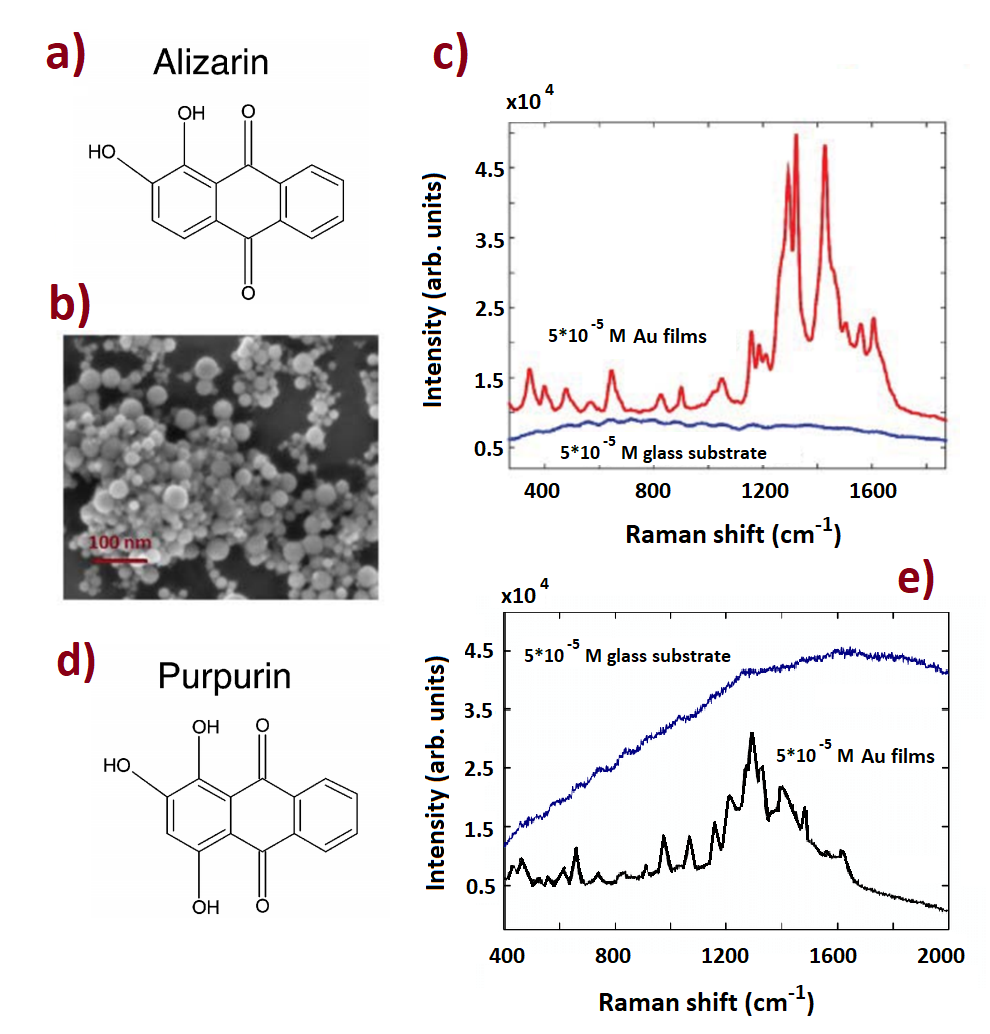 a)
Alizarin
OH
O
HO
O
b)
100 nm
c)
x10 4
Intensity (arb. units)
4.5
3.5
2.5
1.5
0.5
5*10 -5 M Au films
5*10 -5 M glass substrate
400 800 1200 1600
Raman shift (cm-1)
d)
Purpurin
OH
O
HO
OH
O
e)
x10 4
Intensity (arb. units)
4.5
3.5
2.5
1.5
0.5
5*10 -5 M glass substrate
5*10 -5 M Au films
400 800 1200 1600 2000
Raman shift (cm-1)